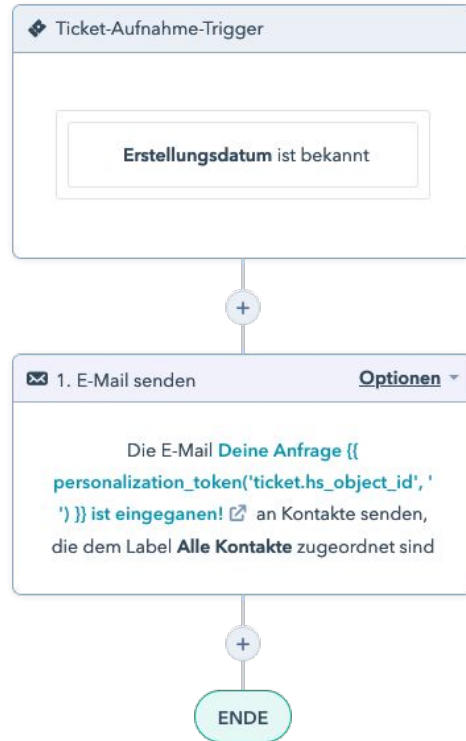 Ticket-Aufnahme-Trigger
Erstellungsdatum ist bekannt
1. E-Mail senden Optionen
Die E-Mail Deine Anfrage {{
personalization_token('ticket.hs_object_id', '
') }} ist eingeganen! an Kontakte senden,
die dem Label Alle Kontakte zugeordnet sind
ENDE